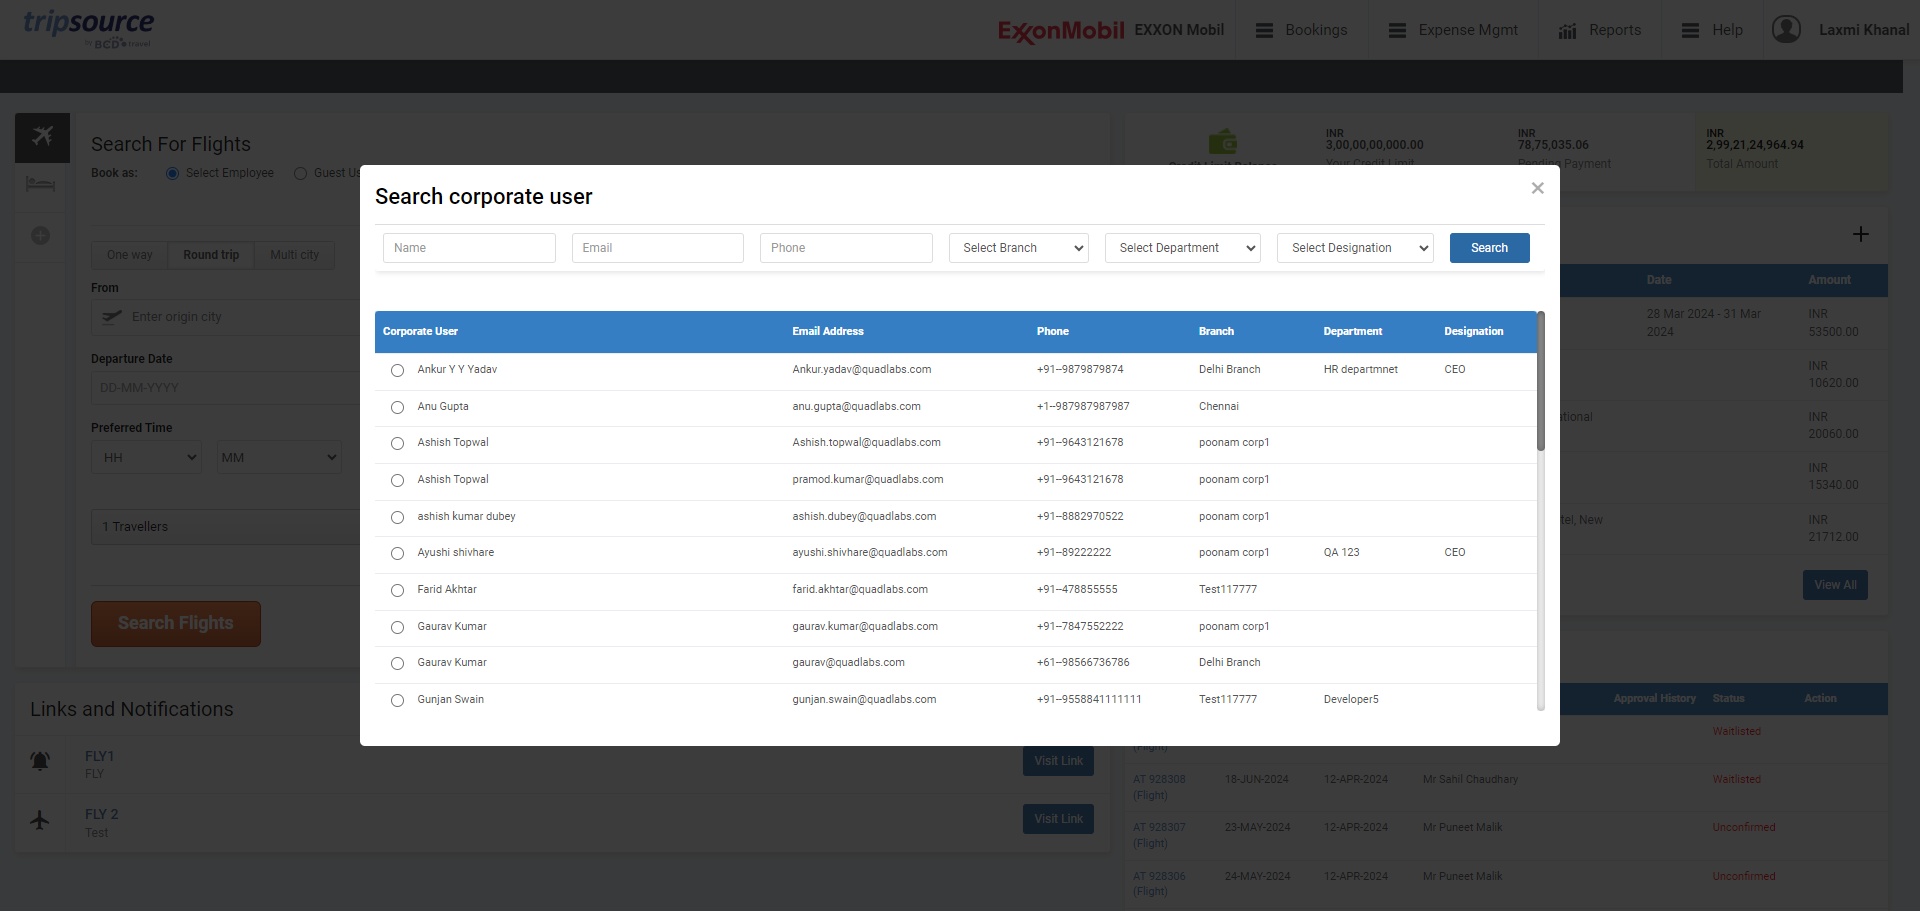 tripsource
by BCD travel
ExxonMobil EXXON Mobil
Bookings
Expense Mgmt
Reports
Help
Laxmi Khanal
Search For Flights
Book as:
Select Employee
Guest Us
One way
Round trip
Multi city
From
Enter origin city
Departure Date
DD-MM-YYYY
Preferred Time
HH
MM
1 Travellers
Search Flights
Credit Limit Balance
INR
3,00,00,00,000.00
Your Credit Limit
INR
78,75,035.06
Pending Payment
INR
2,99,21,24,964.94
Total Amount
Search corporate user
×
Name
Email
Phone
Select Branch
Select Department
Select Designation
Search
Corporate User Email Address Phone Branch Department Designation
Ankur Y Y Yadav Ankur.yadav@quadlabs.com +91--9879879874 Delhi Branch HR departmnet CEO
Anu Gupta anu.gupta@quadlabs.com +1--987987987987 Chennai
Ashish Topwal Ashish.topwal@quadlabs.com +91--9643121678 poonam corp1
Ashish Topwal pramod.kumar@quadlabs.com +91--9643121678 poonam corp1
ashish kumar dubey ashish.dubey@quadlabs.com +91--8882970522 poonam corp1
Ayushi shivhare ayushi.shivhare@quadlabs.com +91--89222222 poonam corp1 QA 123 CEO
Farid Akhtar farid.akhtar@quadlabs.com +91--478855555 Test117777
Gaurav Kumar gaurav.kumar@quadlabs.com +91--7847552222 poonam corp1
Gaurav Kumar gaurav@quadlabs.com +61--98566736786 Delhi Branch
Gunjan Swain gunjan.swain@quadlabs.com +91--9558841111111 Test117777 Developer5
Date Amount
28 Mar 2024 - 31 Mar INR
2024 53500.00
INR
10620.00
ational INR
20060.00
INR
15340.00
tel, New INR
21712.00
View All
Links and Notifications
FLY1
FLY
Visit Link
FLY 2
Test
Visit Link
Approval History Status Action
Waitlisted
(Flight)
AT 928308 18-JUN-2024 12-APR-2024 Mr Sahil Chaudhary Waitlisted
(Flight)
AT 928307 23-MAY-2024 12-APR-2024 Mr Puneet Malik Unconfirmed
(Flight)
AT 928306 24-MAY-2024 12-APR-2024 Mr Puneet Malik Unconfirmed
(Flight)